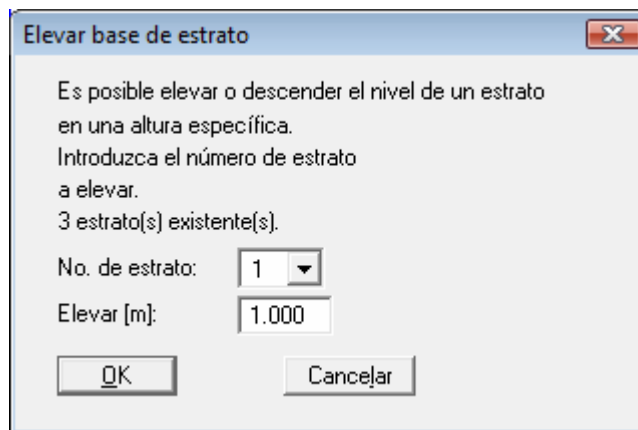 Elevar base de estrato
Es posible elevar o descender el nivel de un estrato
en una altura específica.
Introduzca el número de estrato
a elevar.
3 estrato(s) existente(s).
No. de estrato: 1
Elevar [m]: 1.000
OK Cancelar